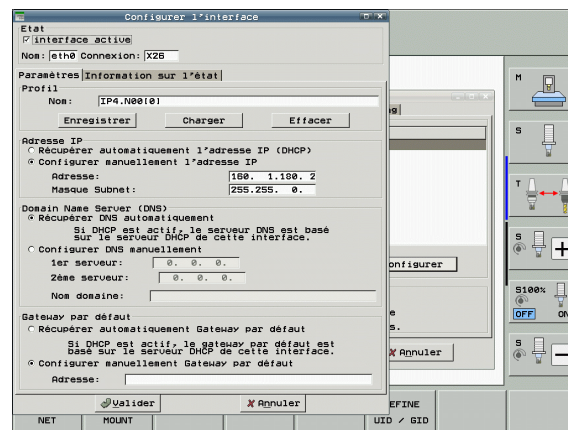 Configurer l'interface
Etat
interface active
Nom: eth0 Connexion: X26
Paramètres Information sur l'état
Profil
Nom: IP4.N00[0]
Enregistrer Charger Effacer
Adresse IP
Récupérer automatiquement l'adresse IP (DHCP)
Configurer manuellement l'adresse IP
Adresse: 160. 1.180. 2
Masque Subnet: 255.255. 0.
Domain Name Server (DNS)
Récupérer DNS automatiquement
Si DHCP est actif, le serveur DNS est basé
sur le serveur DHCP de cette interface.
Configurer DNS manuellement
1er serveur: 0. 0. 0.
2ème serveur: 0. 0. 0.
Nom domaine:
Gateway par défaut
Récupérer automatiquement Gateway par défaut
Si DHCP est actif, le gateway par défaut est
basé sur le serveur DHCP de cette interface.
Configurer manuellement Gateway par défaut
Adresse:
Valider Annuler
onfigurer
e
s.
Annuler
NET MOUNT EFINE
UID / GID
M
S
T
S
S100%
OFF ON
S